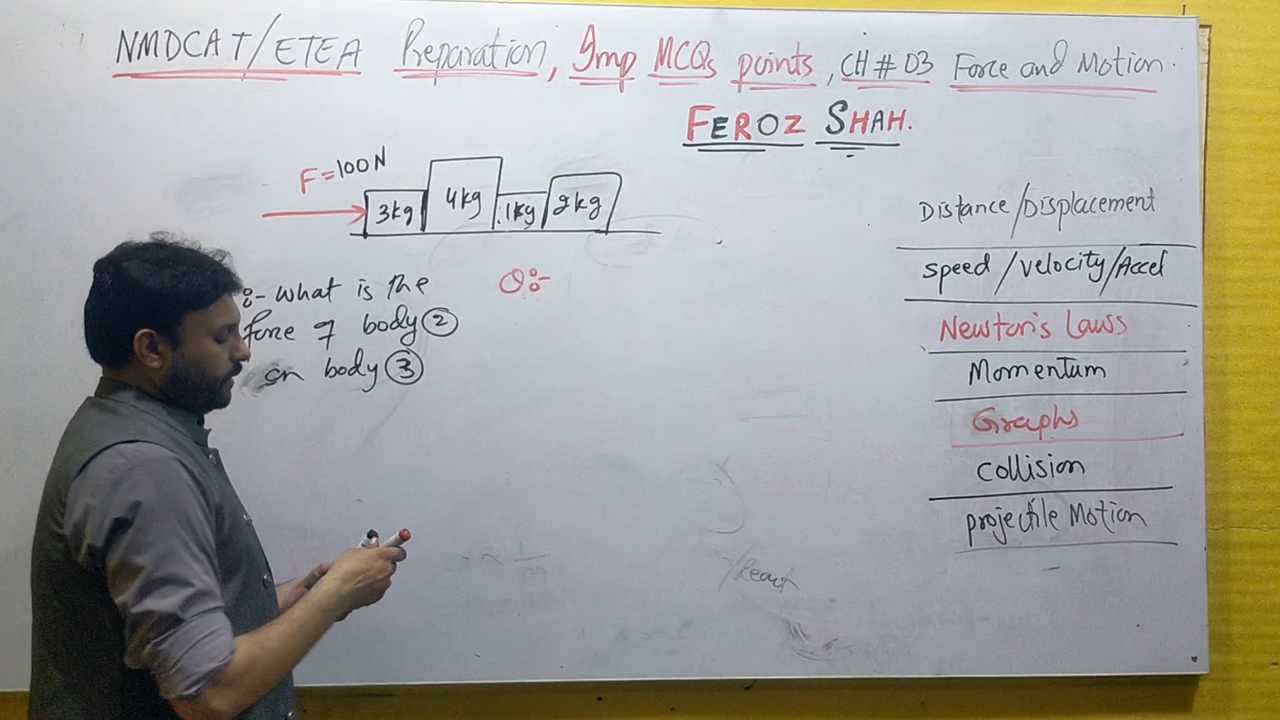 NMDCAT/ETEA Preparation, Imp MCQs points, CH # 03 Force and Motion.
FEROZ SHAH.
F=100N
3kg 4kg 1kg 2kg
:- what is the
force of body ②
on body ③
Q:-
Distance/Displacement
speed /velocity/Accel
Newton's Laws
Momentum
Graphs
collision
projectile Motion